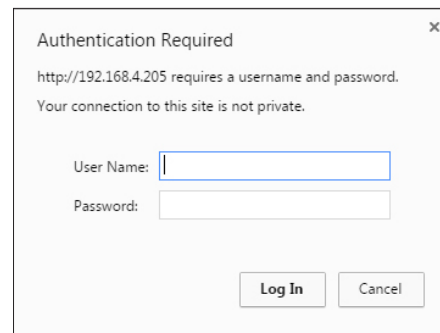 Authentication Required
http://192.168.4.205 requires a username and password.
Your connection to this site is not private.
User Name:
Password:
Log In
Cancel